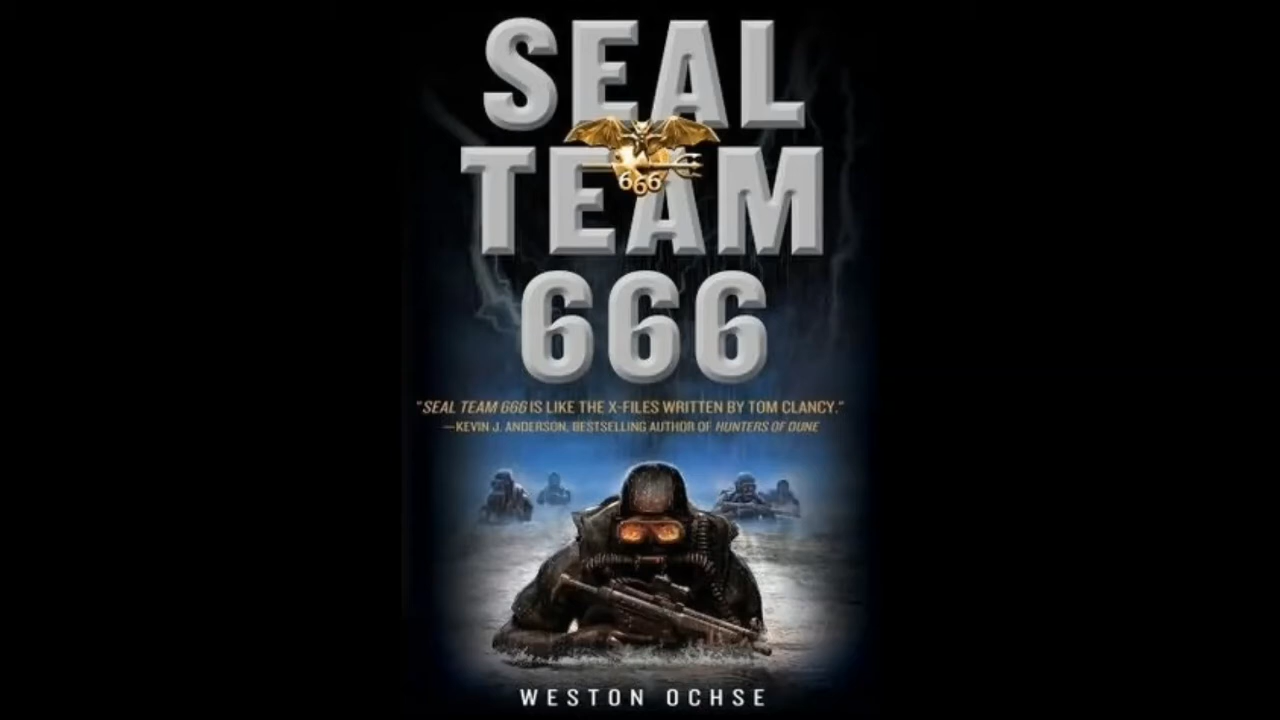 SEAL
TEAM
666
666
"SEAL TEAM 666 IS LIKE THE X-FILES WRITTEN BY TOM CLANCY."
—KEVIN J. ANDERSON, BESTSELLING AUTHOR OF HUNTERS OF DUNE
WESTON OCHSE